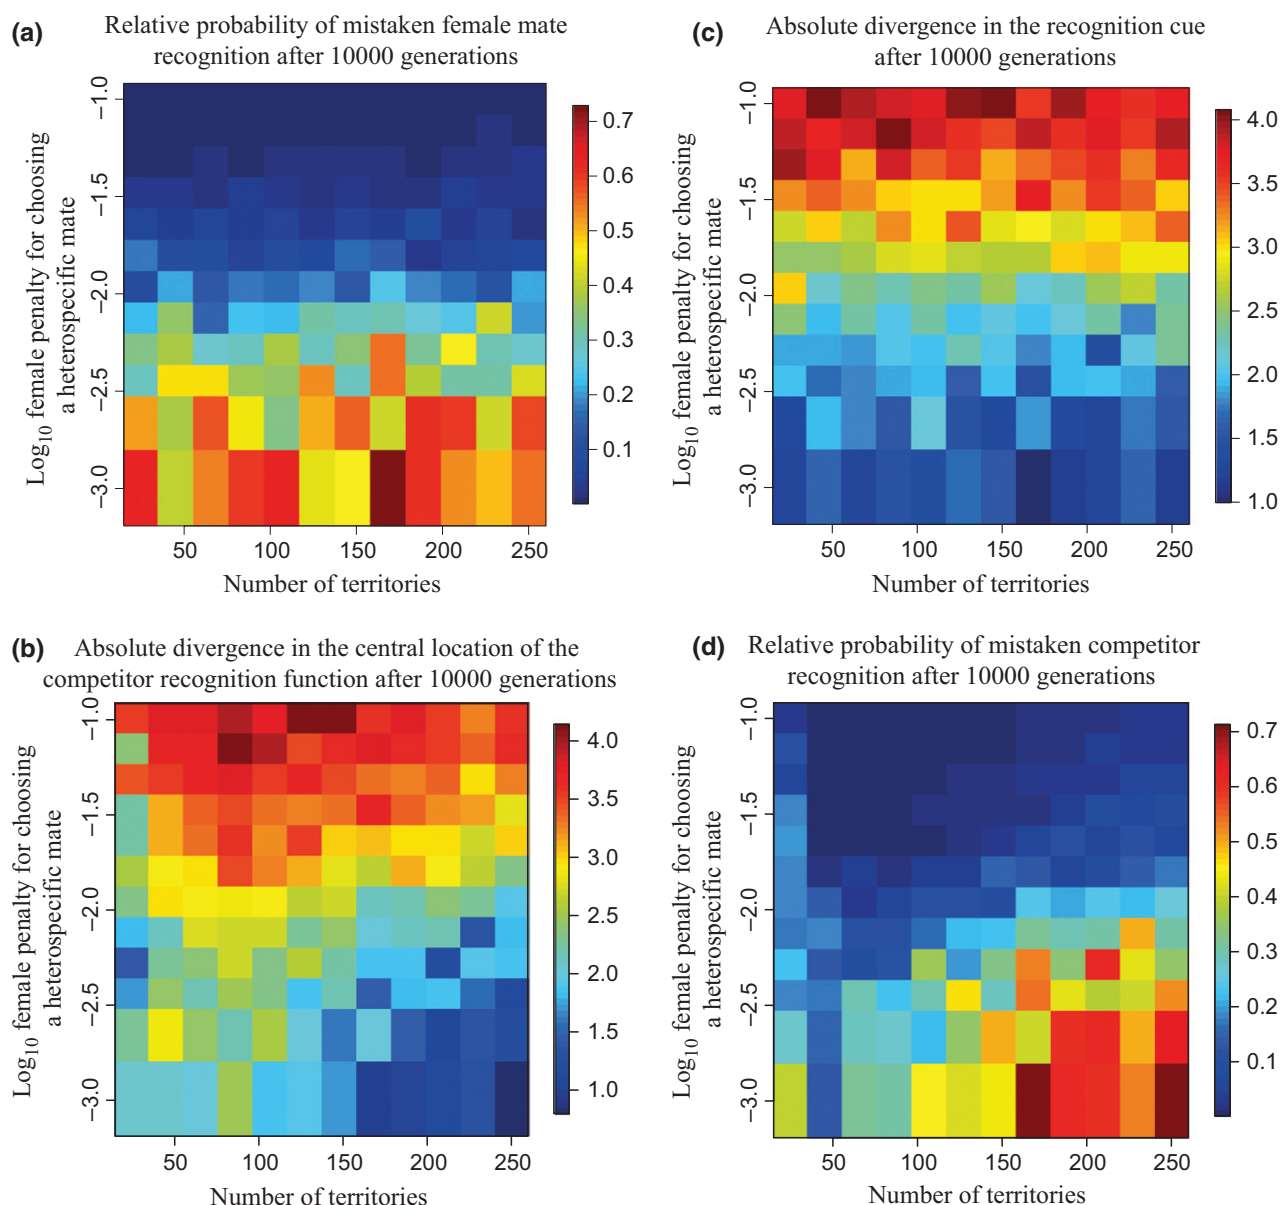 (a) Relative probability of mistaken female mate
recognition after 10000 generations
Log10 female penalty for choosing
a heterospecific mate
−1.0
−1.5
−2.0
−2.5
−3.0
50 100 150 200 250
Number of territories
0.7
0.6
0.5
0.4
0.3
0.2
0.1
(c) Absolute divergence in the recognition cue
after 10000 generations
Log10 female penalty for choosing
a heterospecific mate
−1.0
−1.5
−2.0
−2.5
−3.0
50 100 150 200 250
Number of territories
4.0
3.5
3.0
2.5
2.0
1.5
1.0
(b) Absolute divergence in the central location of the
competitor recognition function after 10000 generations
Log10 female penalty for choosing
a heterospecific mate
−1.0
−1.5
−2.0
−2.5
−3.0
50 100 150 200 250
Number of territories
4.0
3.5
3.0
2.5
2.0
1.5
1.0
(d) Relative probability of mistaken competitor
recognition after 10000 generations
Log10 female penalty for choosing
a heterospecific mate
−1.0
−1.5
−2.0
−2.5
−3.0
50 100 150 200 250
Number of territories
0.7
0.6
0.5
0.4
0.3
0.2
0.1